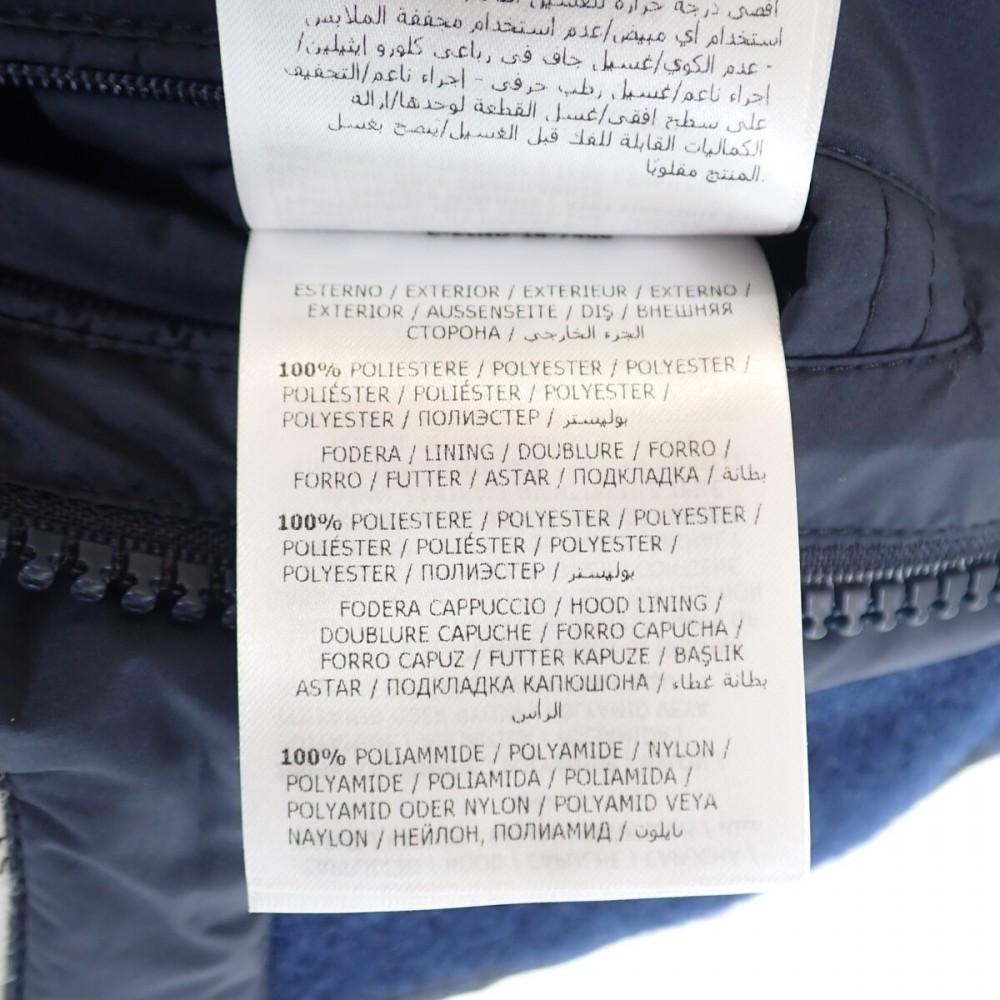 أقصى درجة حرارة للغسيل
استخدام أي مبيض/عدم استخدام مجففة الملابس
- عدم الكوي/غسيل جاف في رباعي كلورو ايثيلين/
اجراء ناعم/غسيل رطب حرفي - اجراء ناعم/التجفيف
على سطح افقي/غسل القطعة لوحدها/ازالة
الكماليات القابلة للفك قبل الغسيل/ينصح بغسل
المنتج مقلوبًا.
ESTERNO / EXTERIOR / EXTERIEUR / EXTERNO /
EXTERIOR / AUSSENSEITE / DIŞ / ВНЕШНЯЯ
СТОРОНА / الجزء الخارجي
100% POLIESTERE / POLYESTER / POLYESTER /
POLIÉSTER / POLIÉSTER / POLYESTER /
POLYESTER / ПОЛИЭСТЕР / بوليستر
FODERA / LINING / DOUBLURE / FORRO /
FORRO / FUTTER / ASTAR / ПОДКЛАДКА / بطانة
100% POLIESTERE / POLYESTER / POLYESTER /
POLIÉSTER / POLIÉSTER / POLYESTER /
POLYESTER / ПОЛИЭСТЕР / بوليستر
FODERA CAPPUCCIO / HOOD LINING /
DOUBLURE CAPUCHE / FORRO CAPUCHA /
FORRO CAPUZ / FUTTER KAPUZE / BAŞLIK
ASTAR / ПОДКЛАДКА КАПЮШОНА / بطانة غطاء
الرأس
100% POLIAMMIDE / POLYAMIDE / NYLON /
POLYAMIDE / POLIAMIDA / POLIAMIDA /
POLYAMID ODER NYLON / POLYAMID VEYA
NAYLON / НЕЙЛОН, ПОЛИАМИД / نايلون